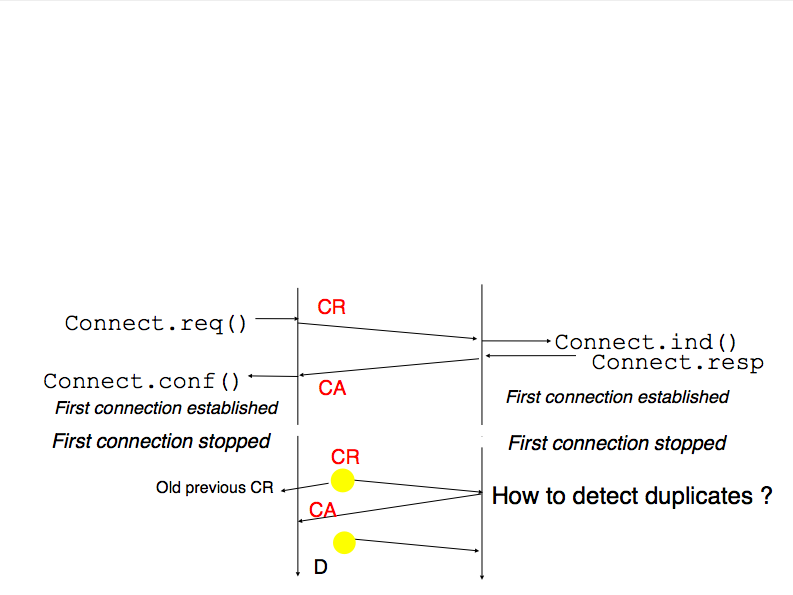 CR
Connect.req()
Connect.ind()
Connect.resp
Connect.conf()
CA
First connection established
First connection established
First connection stopped
First connection stopped
CR
Old previous CR
How to detect duplicates ?
CA
D